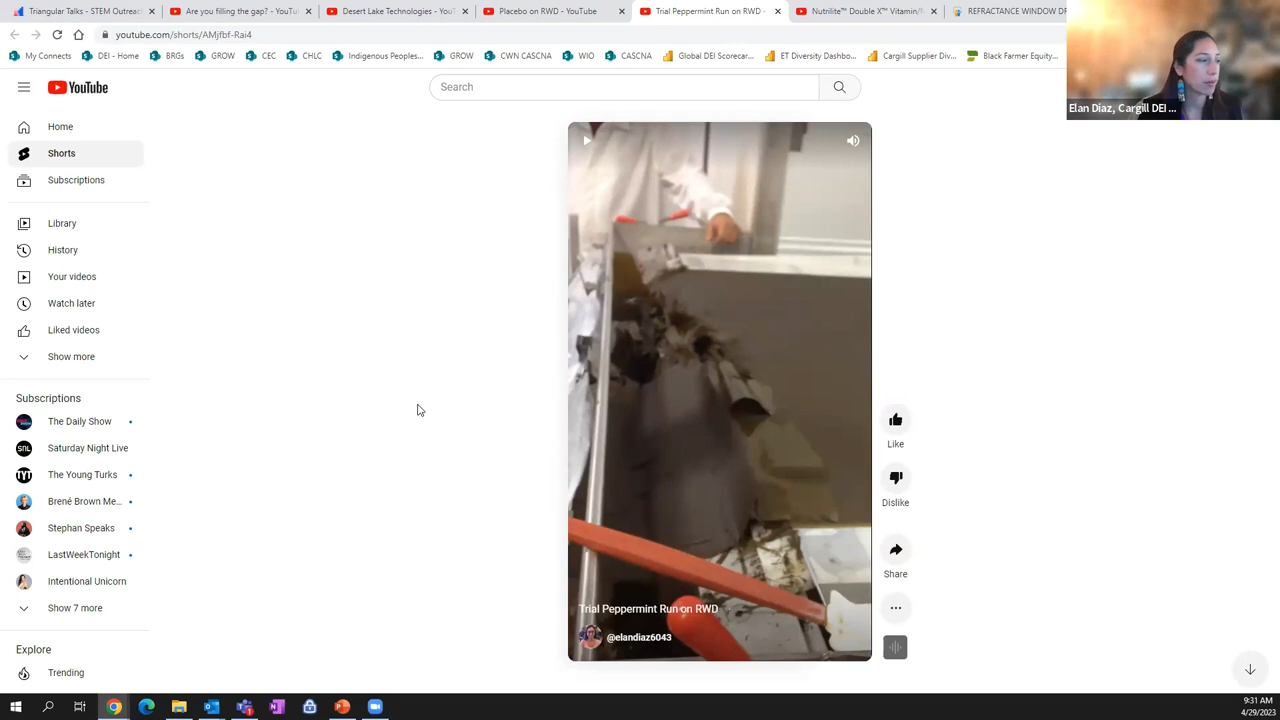 Triangular Talks - STEM Outreac
Are you filling the gap? - YouTu
Desert Lake Technologies - YouT
Placebo on RWD - YouTube
Trial Peppermint Run on RWD -
Nutrilite™ Double X™ Vitamin/M
REFRACTANCE WINDOW DR
youtube.com/shorts/AMjfbf-Rai4
My Connects
DEI - Home
BRGs
GROW
CEC
CHLC
Indigenous Peoples...
GROW
CWN CASCNA
WIO
CASCNA
Global DEI Scorecar...
ET Diversity Dashbo...
Cargill Supplier Div...
Black Farmer Equity...
Elan Diaz, Cargill DEI ...
YouTube
Search
Home
Shorts
Subscriptions
Library
History
Your videos
Watch later
Liked videos
Show more
Subscriptions
The Daily Show
SNL
Saturday Night Live
TYT
The Young Turks
Brené Brown Me...
Stephan Speaks
LastWeekTonight
Intentional Unicorn
Show 7 more
Explore
Trending
Trial Peppermint Run on RWD
@elandiaz6043
Like
Dislike
Share
9:31 AM
4/29/2023